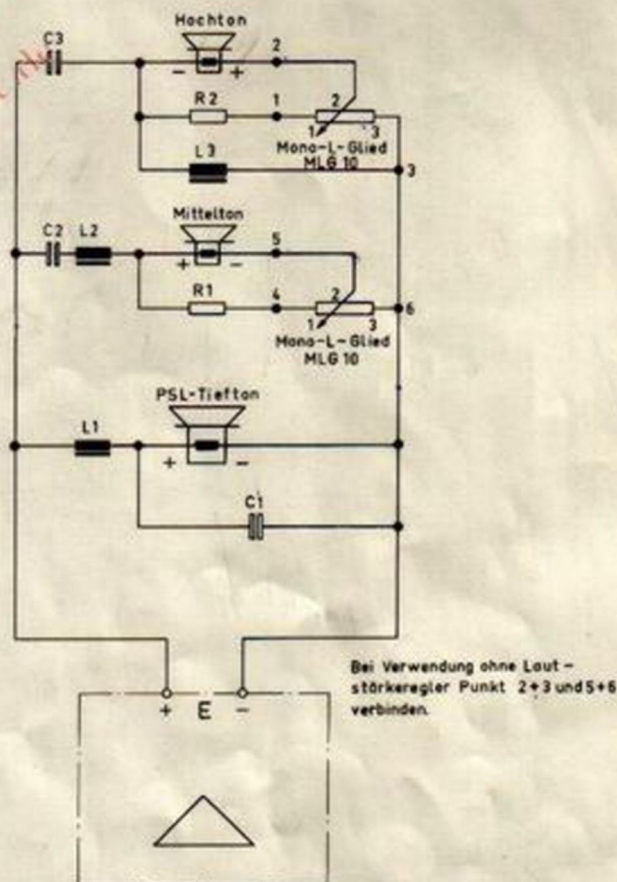 Hochton
C3
2
- +
R2
1
2
1 3
Mono-L-Glied
MLG 10
L3
3
Mittelton
C2 L2
5
+ -
R1
4
2
6
1 3
Mono-L-Glied
MLG 10
PSL-Tiefton
L1
+ -
C1
Bei Verwendung ohne Laut-
stärkeregler Punkt 2+3 und 5+6
verbinden.
+ E -